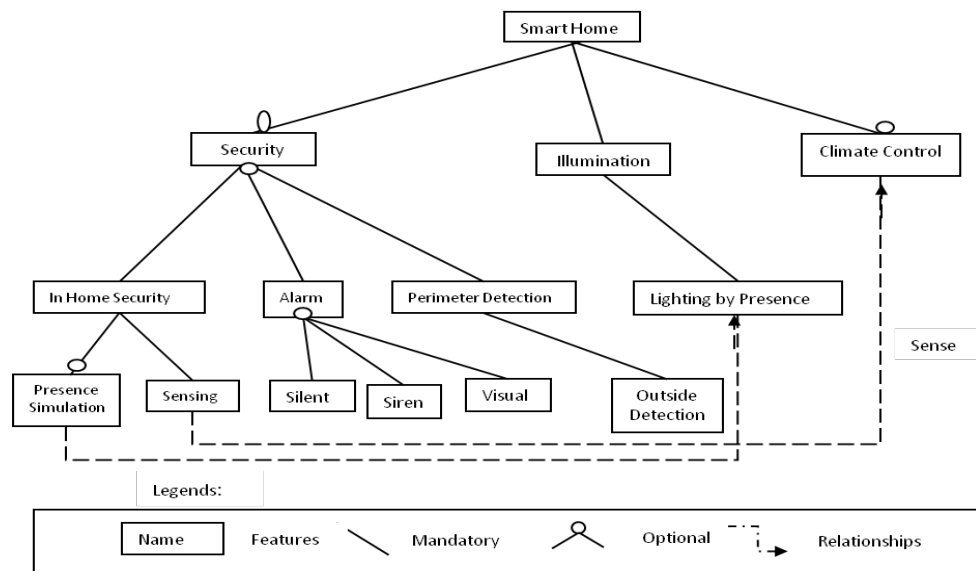 Smart Home
Security
Illumination
Climate Control
In Home Security
Alarm
Perimeter Detection
Lighting by Presence
Sense
Presence
Simulation
Sensing
Silent
Siren
Visual
Outside
Detection
Legends:
Name
Features
Mandatory
Optional
Relationships